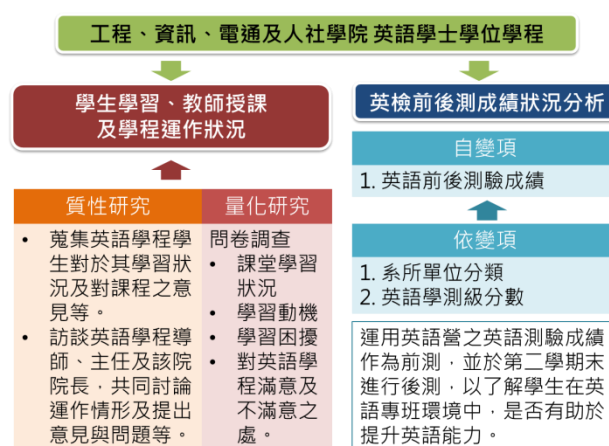 工程、資訊、電通及人社學院 英語學士學位學程
學生學習、教師授課
及學程運作狀況
質性研究
• 蒐集英語學程學
生對於其學習狀
況及對課程之意
見等。
• 訪談英語學程導
師、主任及該院
院長，共同討論
運作情形及提出
意見與問題等。
量化研究
問卷調查
• 課堂學習
狀況
• 學習動機
• 學習困擾
• 對英語學
程滿意及
不滿意之
處。
英檢前後測成績狀況分析
自變項
1. 英語前後測驗成績
依變項
1. 系所單位分類
2. 英語學測級分數
運用英語營之英語測驗成績
作為前測，並於第二學期末
進行後測，以了解學生在英
語專班環境中，是否有助於
提升英語能力。